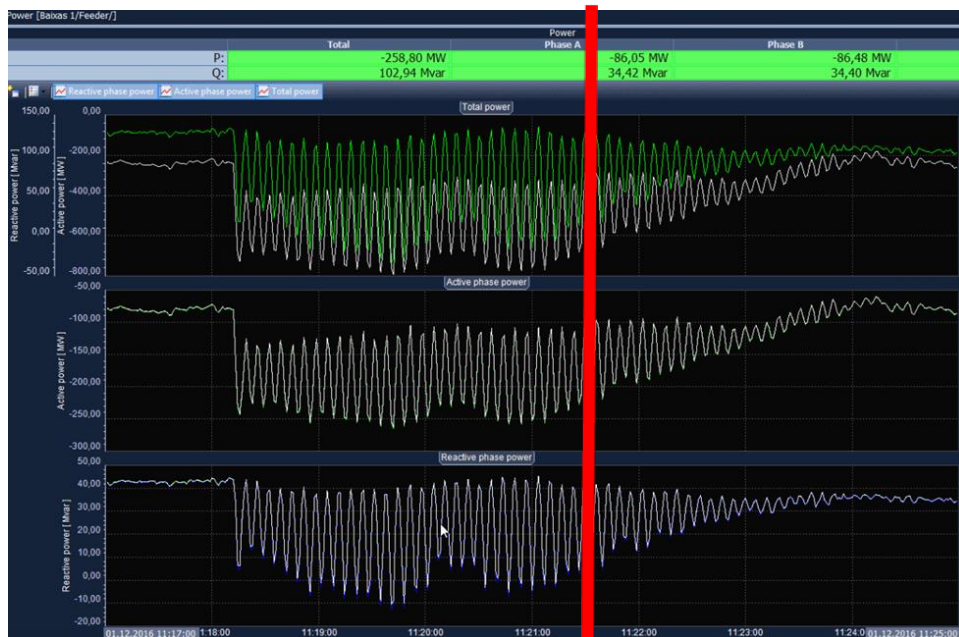 Power [Baixas 1/Feeder/]
Power
Total Phase A Phase B
P: -258,80 MW -86,05 MW -86,48 MW
Q: 102,94 Mvar 34,42 Mvar 34,40 Mvar
Reactive phase power Active phase power Total power
Total power
150,00 0,00
100,00 -200,00
50,00 -400,00
0,00 -600,00
-50,00 -800,00
Reactive power [Mvar]
Active power [MW]
Active phase power
-50,00
-100,00
-150,00
-200,00
-250,00
-300,00
Active power [MW]
Reactive phase power
50,00
40,00
30,00
20,00
10,00
0,00
-10,00
-20,00
Reactive power [Mvar]
01.12.2016 11:17:00 1:18:00 11:19:00 11:20:00 11:21:00 11:22:00 11:23:00 11:24:0 01.12.2016 11:25:00